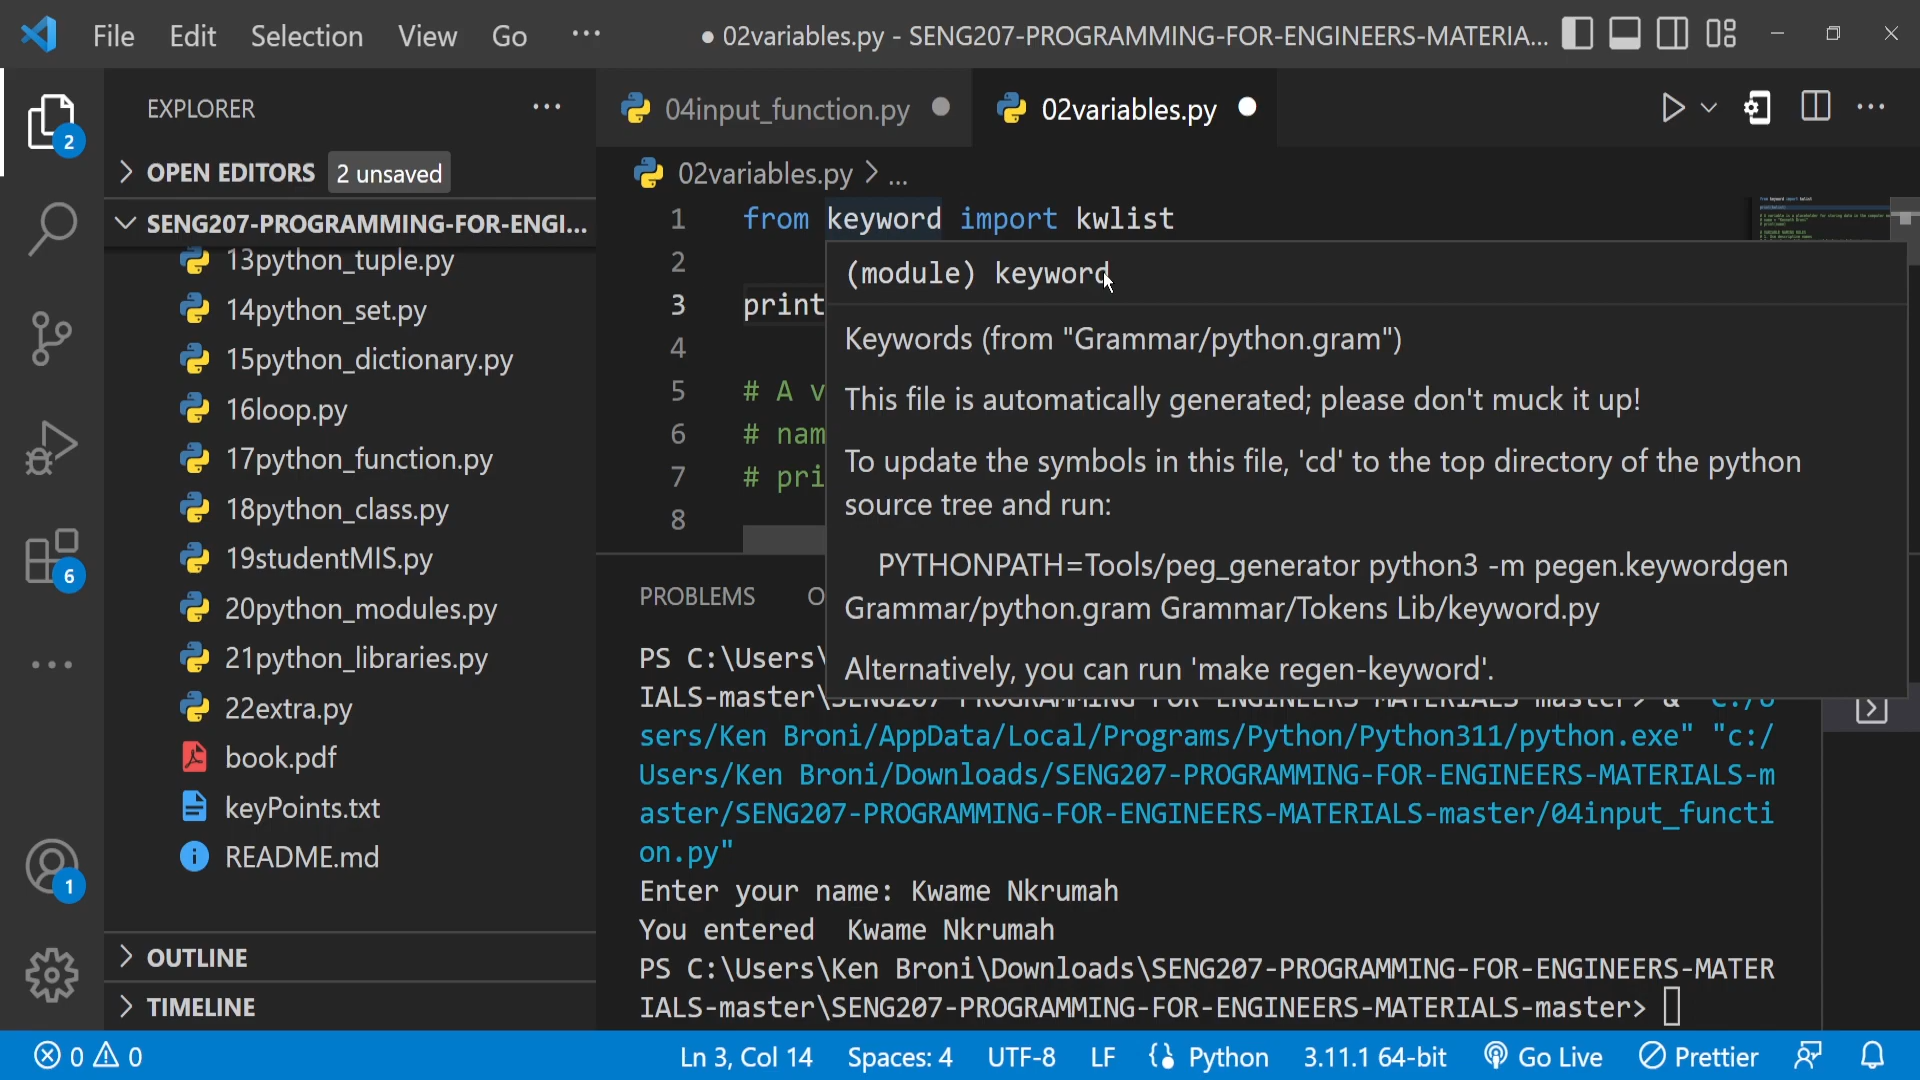 File Edit Selection View Go ···
● 02variables.py - SENG207-PROGRAMMING-FOR-ENGINEERS-MATERIA...
EXPLORER ···
OPEN EDITORS 2 unsaved
SENG207-PROGRAMMING-FOR-ENGI...
13python_tuple.py
14python_set.py
15python_dictionary.py
16loop.py
17python_function.py
18python_class.py
19studentMIS.py
20python_modules.py
21python_libraries.py
22extra.py
book.pdf
keyPoints.txt
README.md
OUTLINE
TIMELINE
2
6
1
04input_function.py
02variables.py
02variables.py > ...
1 from keyword import kwlist
2
3 print
4
5 # A v
6 # nam
7 # pri
8
(module) keyword
Keywords (from "Grammar/python.gram")
This file is automatically generated; please don't muck it up!
To update the symbols in this file, 'cd' to the top directory of the python
source tree and run:
PYTHONPATH=Tools/peg_generator python3 -m pegen.keywordgen
Grammar/python.gram Grammar/Tokens Lib/keyword.py
Alternatively, you can run 'make regen-keyword'.
PROBLEMS O
PS C:\Users\
IALS-master\SENG207-PROGRAMMING-FOR-ENGINEERS-MATERIALS-master> & "C:/U
sers/Ken Broni/AppData/Local/Programs/Python/Python311/python.exe" "c:/
Users/Ken Broni/Downloads/SENG207-PROGRAMMING-FOR-ENGINEERS-MATERIALS-m
aster/SENG207-PROGRAMMING-FOR-ENGINEERS-MATERIALS-master/04input_functi
on.py"
Enter your name: Kwame Nkrumah
You entered  Kwame Nkrumah
PS C:\Users\Ken Broni\Downloads\SENG207-PROGRAMMING-FOR-ENGINEERS-MATER
IALS-master\SENG207-PROGRAMMING-FOR-ENGINEERS-MATERIALS-master>
0 0 Ln 3, Col 14 Spaces: 4 UTF-8 LF Python 3.11.1 64-bit Go Live Prettier